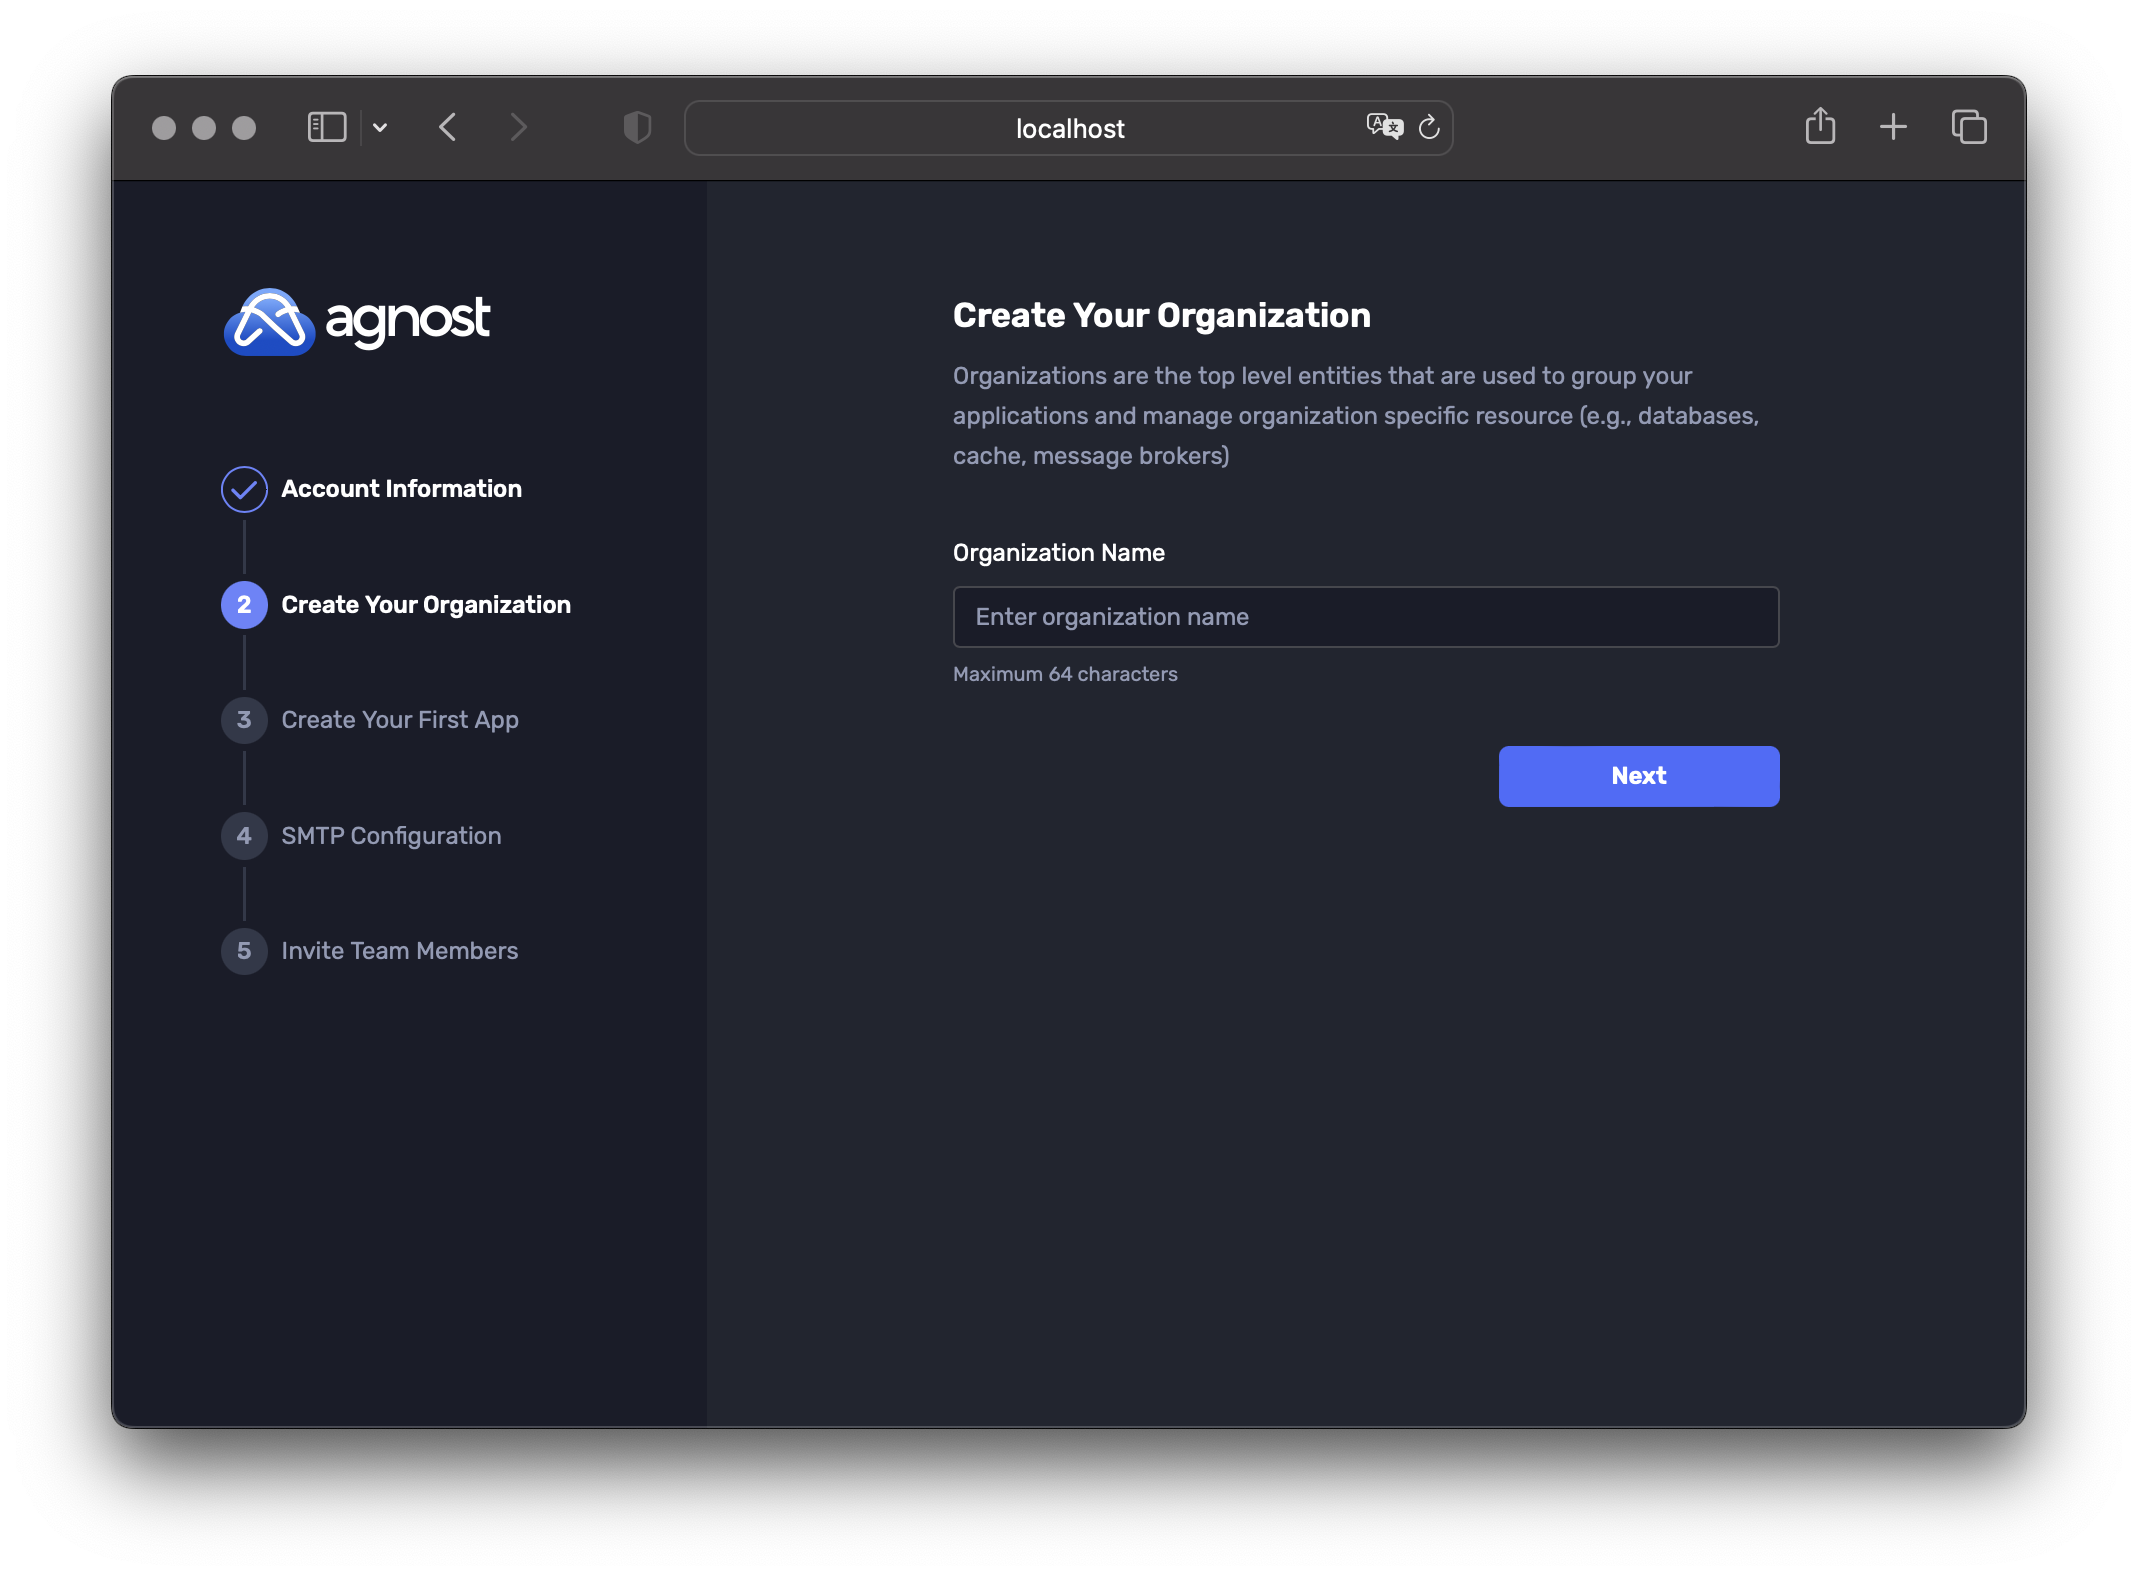 localhost
agnost
Account Information
2 Create Your Organization
3 Create Your First App
4 SMTP Configuration
5 Invite Team Members
Create Your Organization
Organizations are the top level entities that are used to group your
applications and manage organization specific resource (e.g., databases,
cache, message brokers)
Organization Name
Enter organization name
Maximum 64 characters
Next